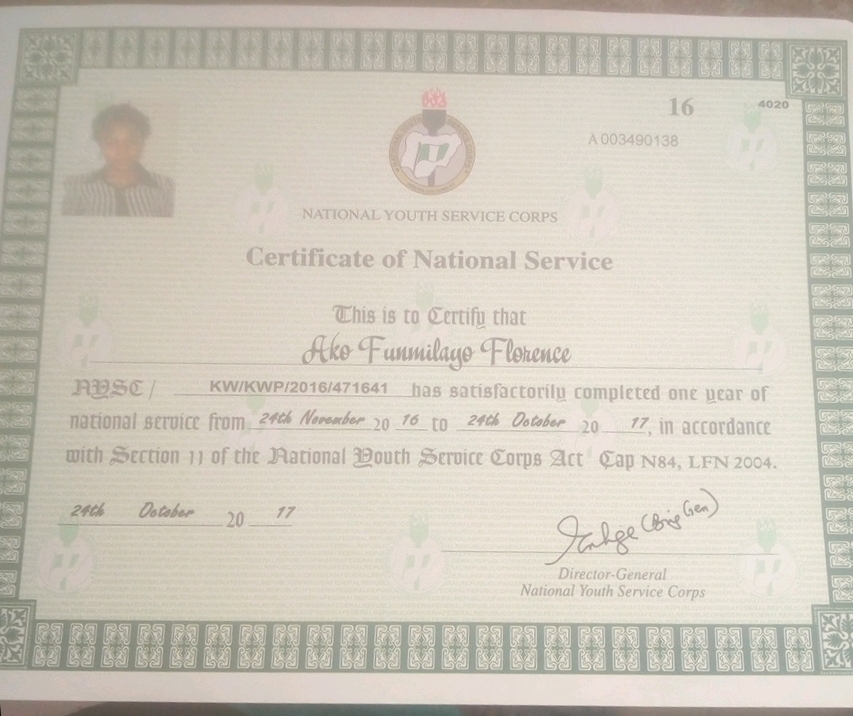 16
4020
A 003490138
NATIONAL YOUTH SERVICE CORPS
Certificate of National Service
This is to Certify that
Ako Funmilayo Florence
NYSC / KW/KWP/2016/471641 has satisfactorily completed one year of
national service from 24th November 20 16 to 24th October 20 17, in accordance
with Section 11 of the National Youth Service Corps Act Cap N84, LFN 2004.
24th October 20 17
(Brig Gen)
Director-General
National Youth Service Corps